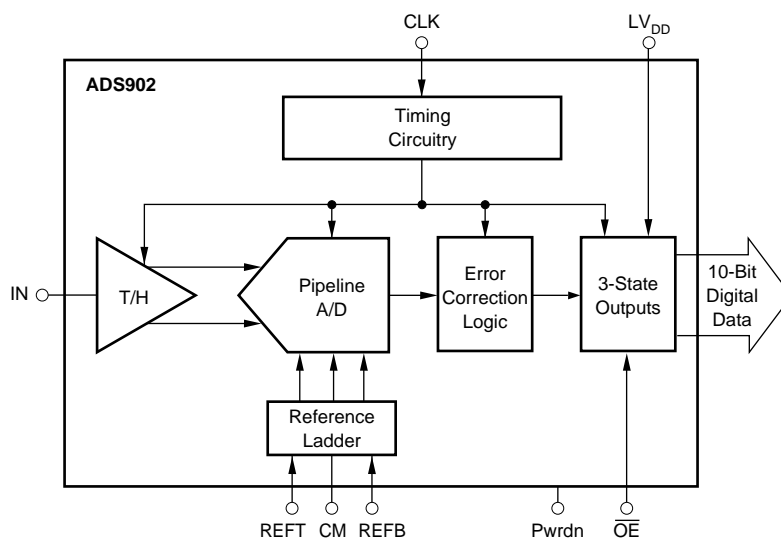 CLK
LVDD
ADS902
Timing
Circuitry
IN
T/H
Pipeline
A/D
Error
Correction
Logic
3-State
Outputs
10-Bit
Digital
Data
Reference
Ladder
REFT
CM
REFB
Pwrdn
OE